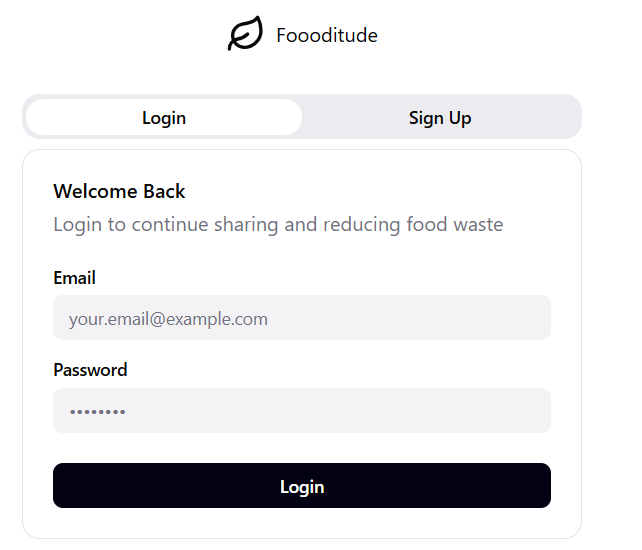 Foooditude
Login
Sign Up
Welcome Back
Login to continue sharing and reducing food waste
Email
your.email@example.com
Password
••••••••
Login